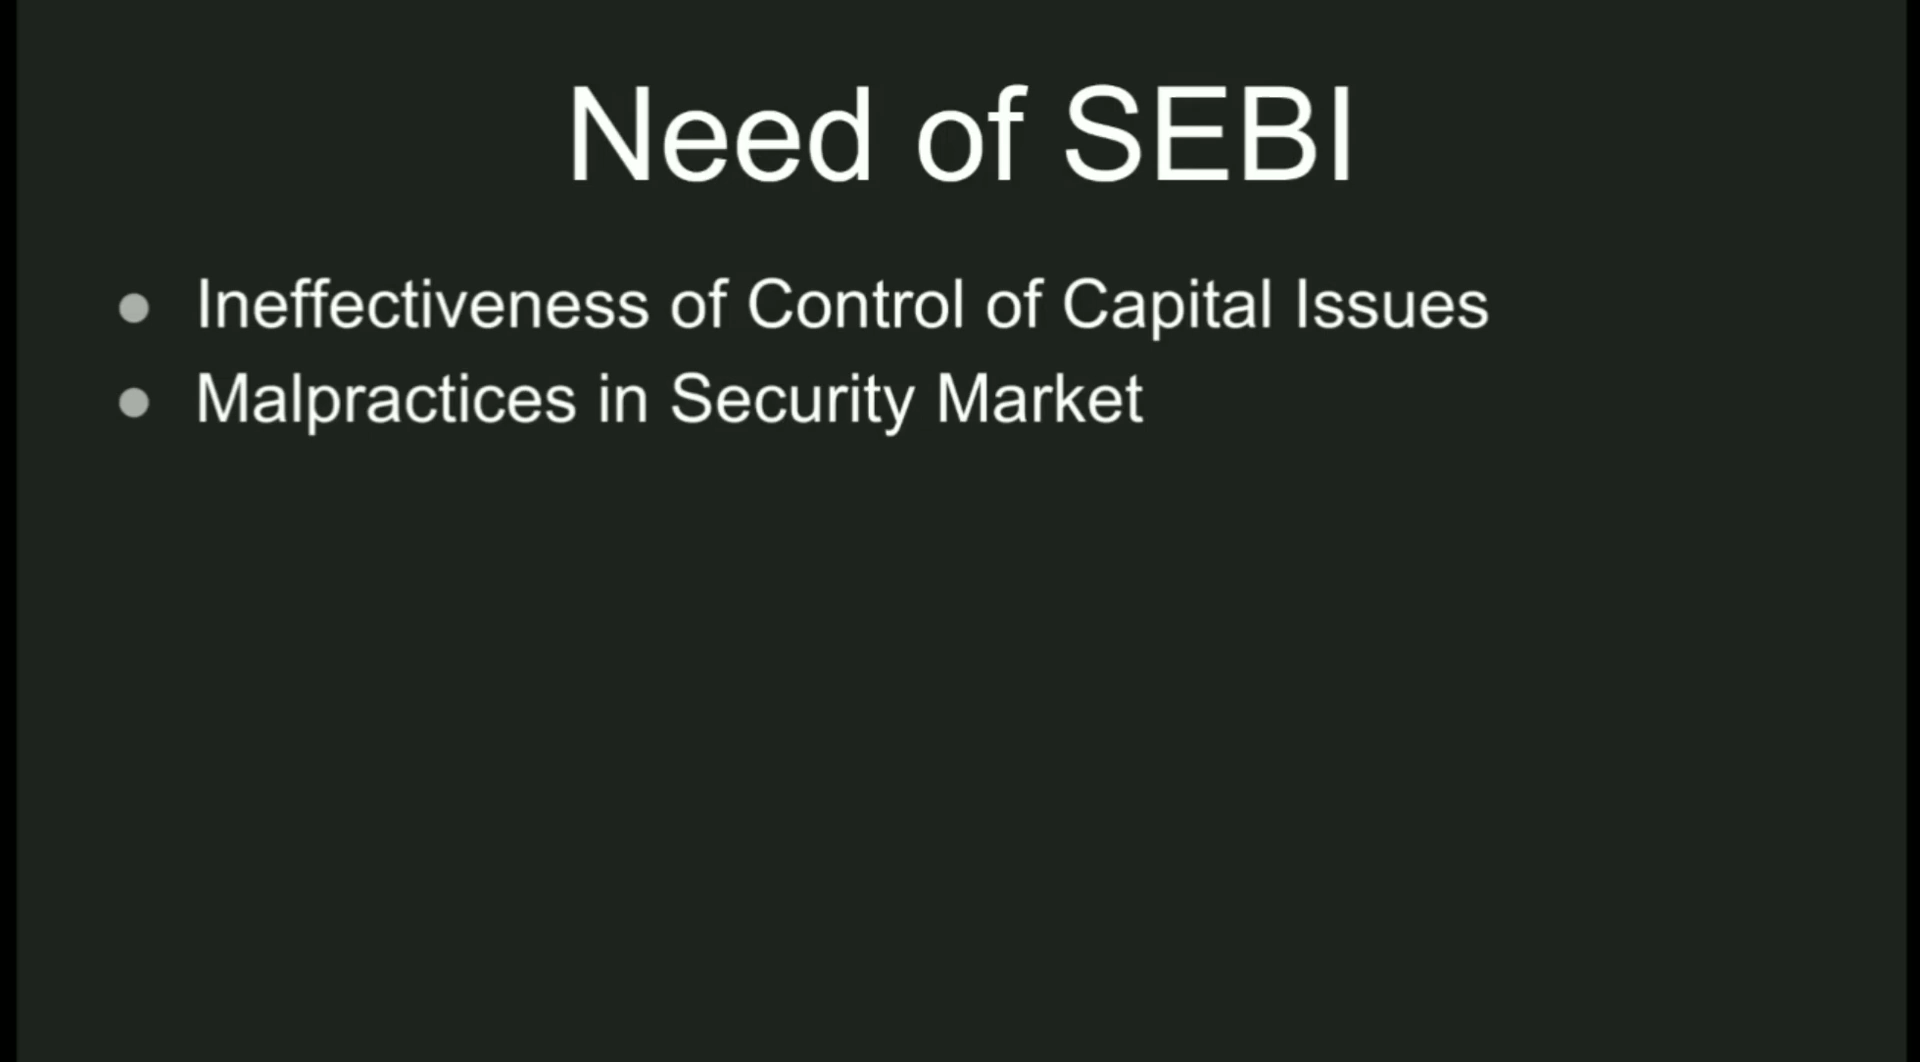 Need of SEBI
Ineffectiveness of Control of Capital Issues
Malpractices in Security Market